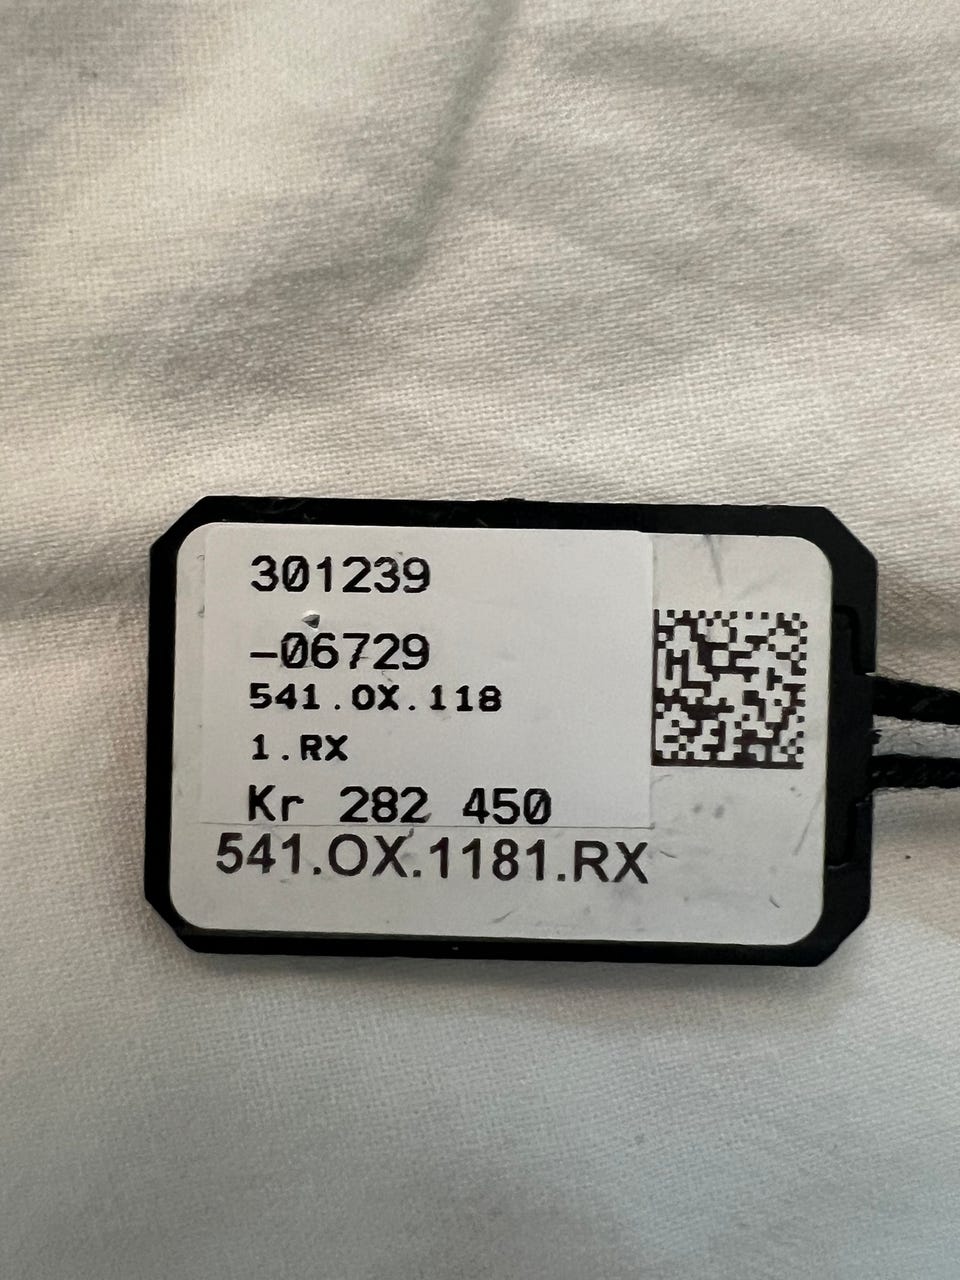 301239
-06729
541.OX.118
1.RX
Kr 282 450
541.OX.1181.RX